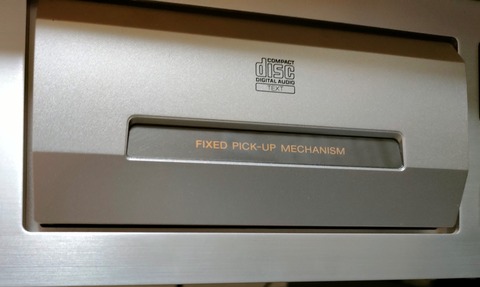 COMPACT
disc
DIGITAL AUDIO
TEXT
FIXED PICK-UP MECHANISM